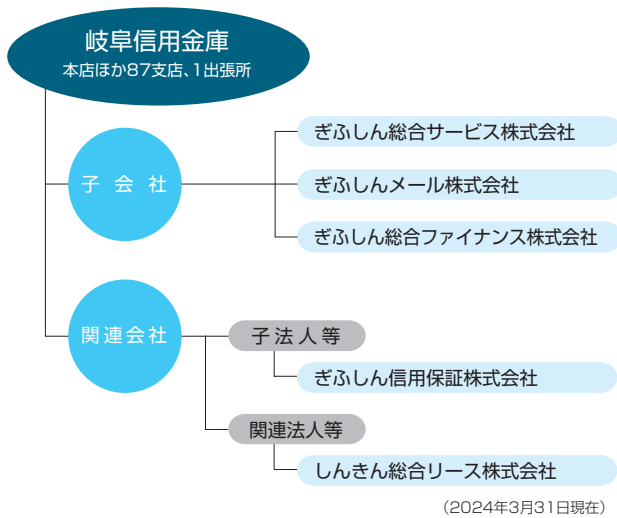 岐阜信用金庫
本店ほか87支店、1出張所
子会社
ぎふしん総合サービス株式会社
ぎふしんメール株式会社
ぎふしん総合ファイナンス株式会社
関連会社
子法人等
ぎふしん信用保証株式会社
関連法人等
しんきん総合リース株式会社
（2024年3月31日現在）